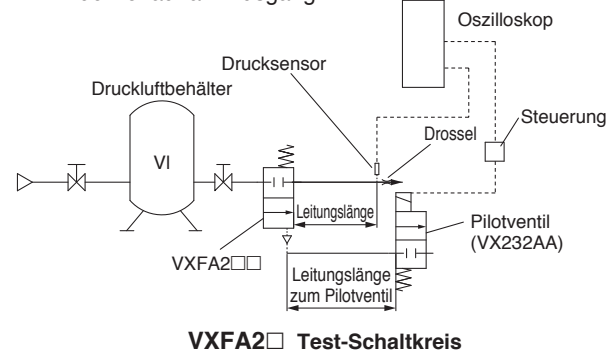 Oszilloskop
Drucksensor
Druckluftbehälter
Steuerung
Drossel
VI
Leitungslänge
Pilotventil
(VX232AA)
VXFA2□□
Leitungslänge
zum Pilotventil
VXFA2□ Test-Schaltkreis